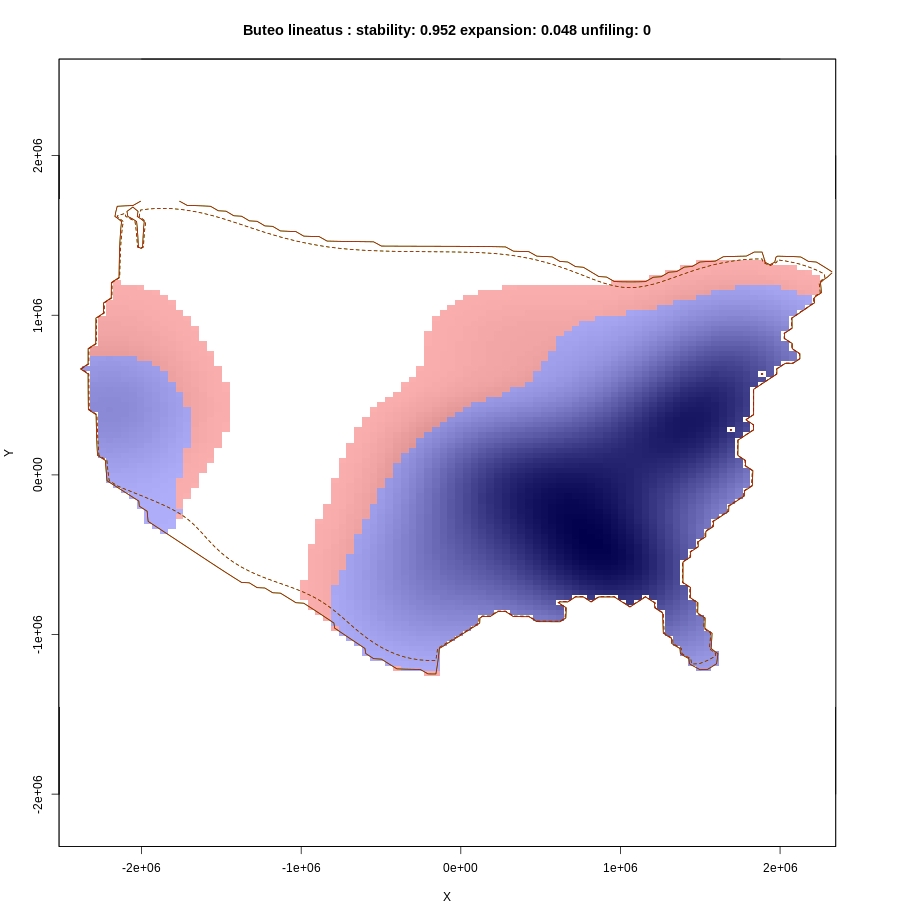 Buteo lineatus : stability: 0.952 expansion: 0.048 unfiling: 0
2e+06
1e+06
0e+00
-1e+06
-2e+06
Y
-2e+06 -1e+06 0e+00 1e+06 2e+06
X